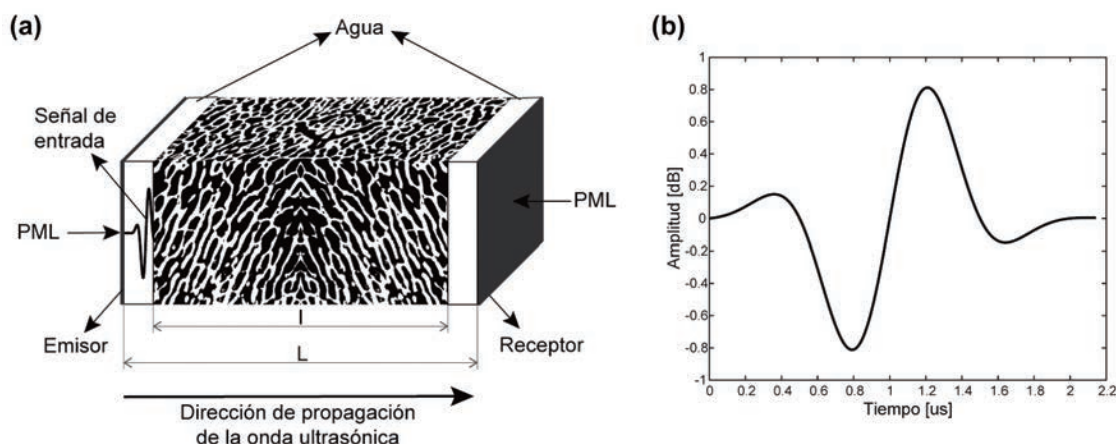 (a)
Agua
Señal de
entrada
PML
PML
Emisor
l
L
Receptor
Dirección de propagación
de la onda ultrasónica
(b)
Amplitud [dB]
1
0.8
0.6
0.4
0.2
0
-0.2
-0.4
-0.6
-0.8
-1
0
0.2
0.4
0.6
0.8
1
1.2
1.4
1.6
1.8
2
2.2
Tiempo [us]